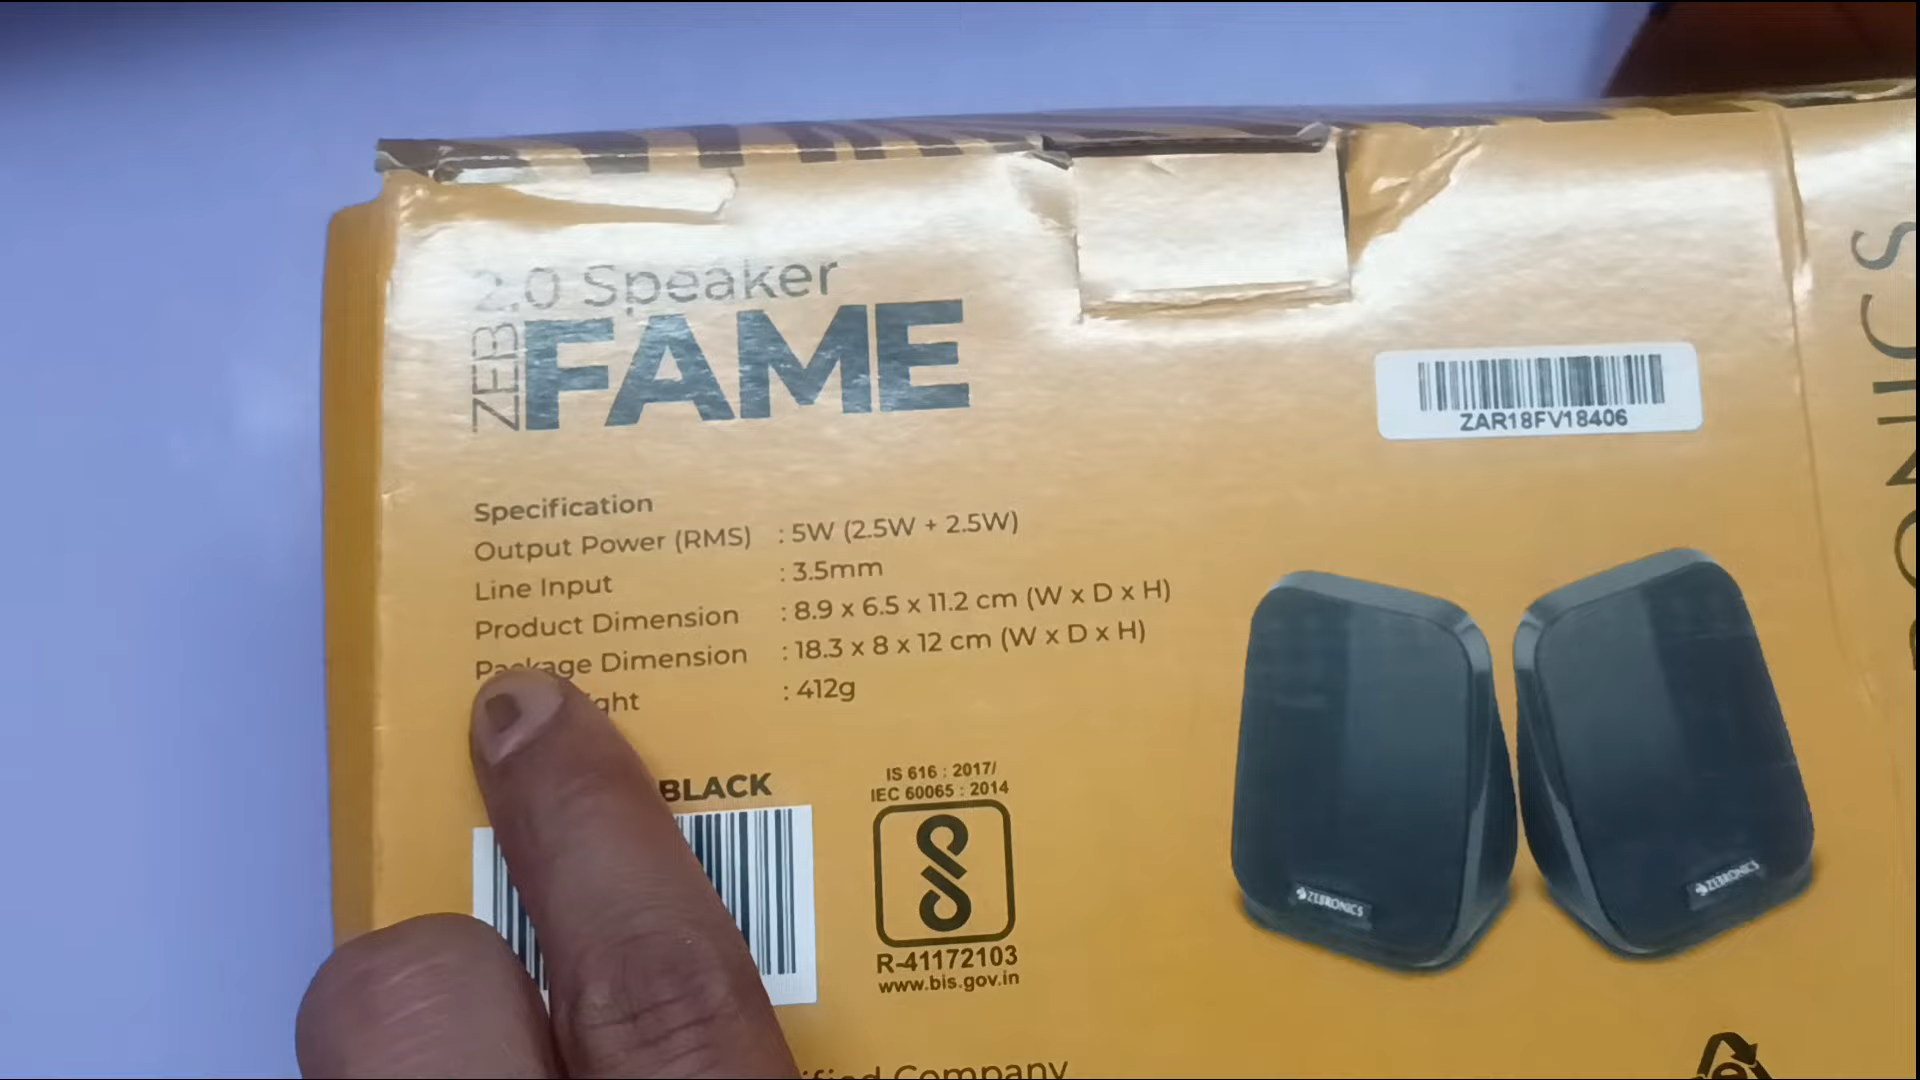 2.0 Speaker
ZEB
FAME
ZAR18FV18406
Specification
Output Power (RMS) : 5W (2.5W + 2.5W)
Line Input : 3.5mm
Product Dimension : 8.9 x 6.5 x 11.2 cm (W x D x H)
Package Dimension : 18.3 x 8 x 12 cm (W x D x H)
: 412g
BLACK
IS 616 : 2017/
IEC 60065 : 2014
R-41172103
www.bis.gov.in
ZEBRONICS
ZEBRONICS
Company